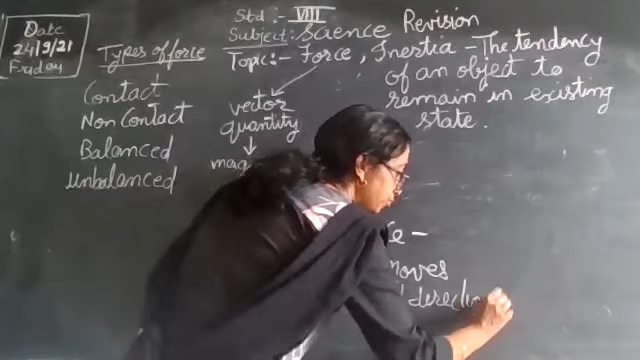 Date
24/9/21
Friday
Std :- VIII
Subject: Science Revision
Topic:- Force, Inertia - The tendency
of an object to
remain in existing
state.
Types of force
Contact
Non Contact
Balanced
Unbalanced
vector
quantity
↓
moves